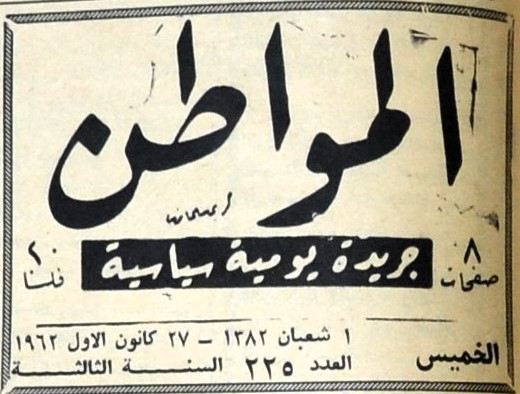 المواطن
٨
صفحات
جريدة يومية سياسية
٢٠
فلسا
الخميس
١ شعبان ١٣٨٢ – ٢٧ كانون الاول ١٩٦٢
العدد ٢٢٥ السنة الثالثة